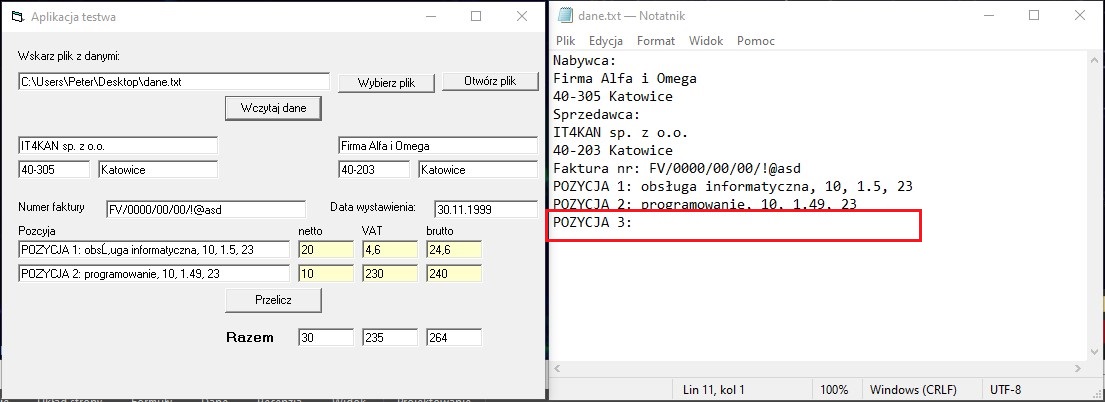 Aplikacja testwa
Wskarz plik z danymi:
C:\Users\Peter\Desktop\dane.txt
Wybierz plik
Otwórz plik
Wczytaj dane
IT4KAN sp. z o.o.
Firma Alfa i Omega
40-305
Katowice
40-203
Katowice
Numer faktury
FV/0000/00/00/!@asd
Data wystawienia:
30.11.1999
Pozcyja
netto
VAT
brutto
POZYCJA 1: obsĹ‚uga informatyczna, 10, 1.5, 23
20
4,6
24,6
POZYCJA 2: programowanie, 10, 1.49, 23
10
230
240
Przelicz
Razem
30
235
264
dane.txt — Notatnik
Plik Edycja Format Widok Pomoc
Nabywca:
Firma Alfa i Omega
40-305 Katowice
Sprzedawca:
IT4KAN sp. z o.o.
40-203 Katowice
Faktura nr: FV/0000/00/00/!@asd
POZYCJA 1: obsługa informatyczna, 10, 1.5, 23
POZYCJA 2: programowanie, 10, 1.49, 23
POZYCJA 3:
Lin 11, kol 1
100%
Windows (CRLF)
UTF-8